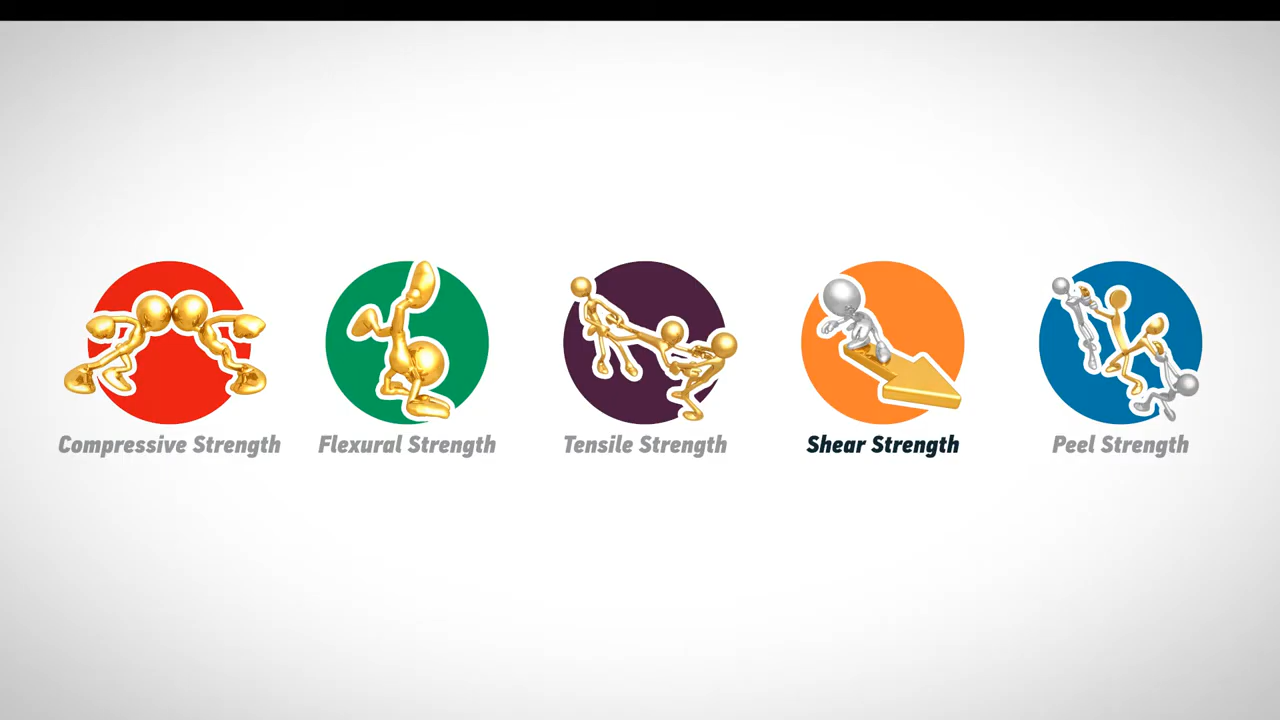 Compressive Strength
Flexural Strength
Tensile Strength
Shear Strength
Peel Strength